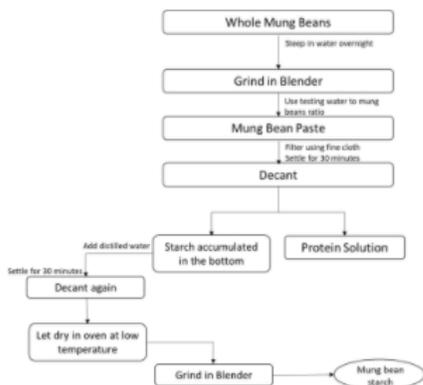 Whole Mung Beans
Steep in water overnight
Grind in Blender
Use testing water to mung
beans ratio
Mung Bean Paste
Filter using fine cloth
Settle for 30 minutes
Decant
Add distilled water
Starch accumulated
in the bottom
Protein Solution
Settle for 30 minutes
Decant again
Let dry in oven at low
temperature
Grind in Blender
Mung bean
starch